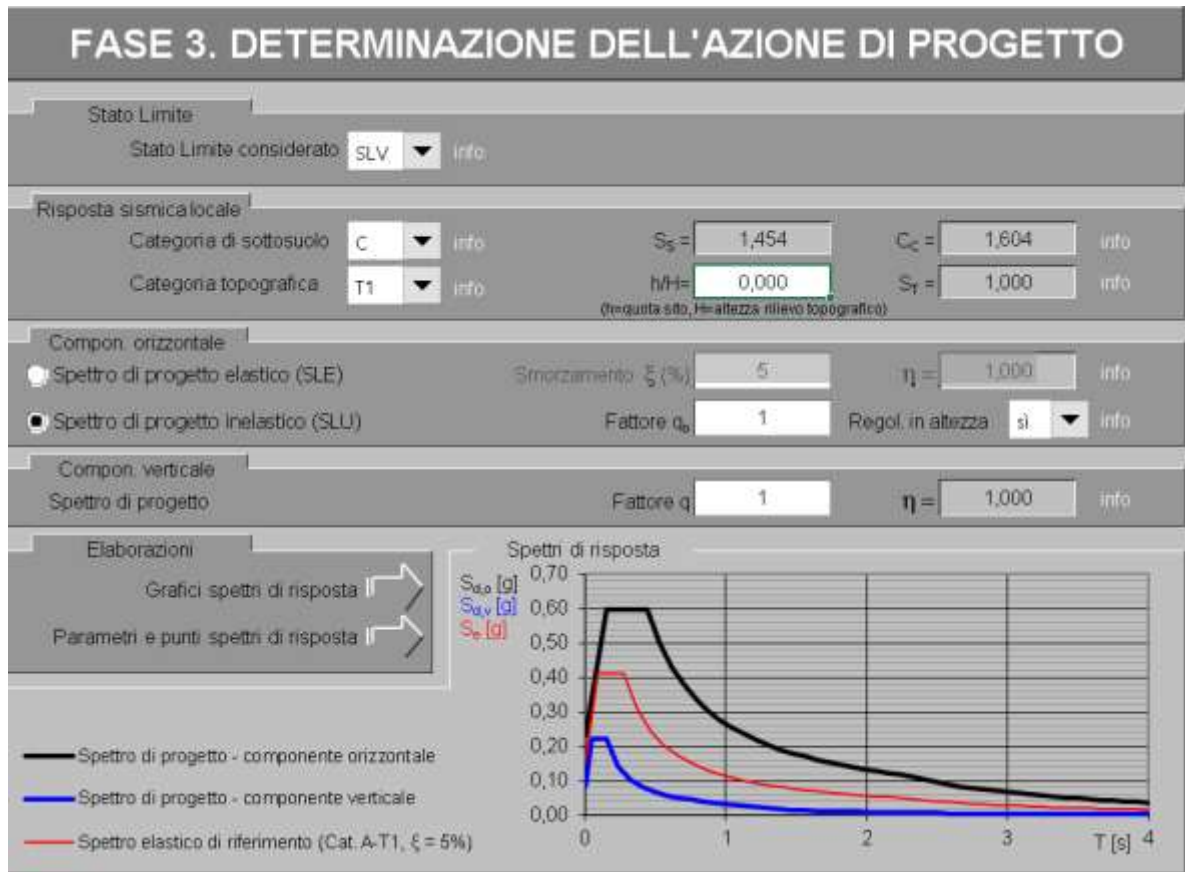 FASE 3. DETERMINAZIONE DELL'AZIONE DI PROGETTO
Stato Limite
Stato Limite considerato SLV info
Risposta sismica locale
Categoria di sottosuolo C info S_S = 1,454 C_C = 1,604 info
Categoria topografica T1 info h/H= 0,000 S_T = 1,000 info
(h=quota sito, H=altezza rilievo topografico)
Compon. orizzontale
Spettro di progetto elastico (SLE) Smorzamento ξ (%) 5 η = 1,000 info
Spettro di progetto inelastico (SLU) Fattore q_o 1 Regol. in altezza sì info
Compon. verticale
Spettro di progetto Fattore q 1 η = 1,000 info
Elaborazioni
Grafici spettri di risposta
Parametri e punti spettri di risposta
Spettri di risposta
S_d,o [g]
S_d,v [g]
S_e [g]
0,70
0,60
0,50
0,40
0,30
0,20
0,10
0,00
0 1 2 3 T [s] 4
Spettro di progetto - componente orizzontale
Spettro di progetto - componente verticale
Spettro elastico di riferimento (Cat. A-T1, ξ = 5%)